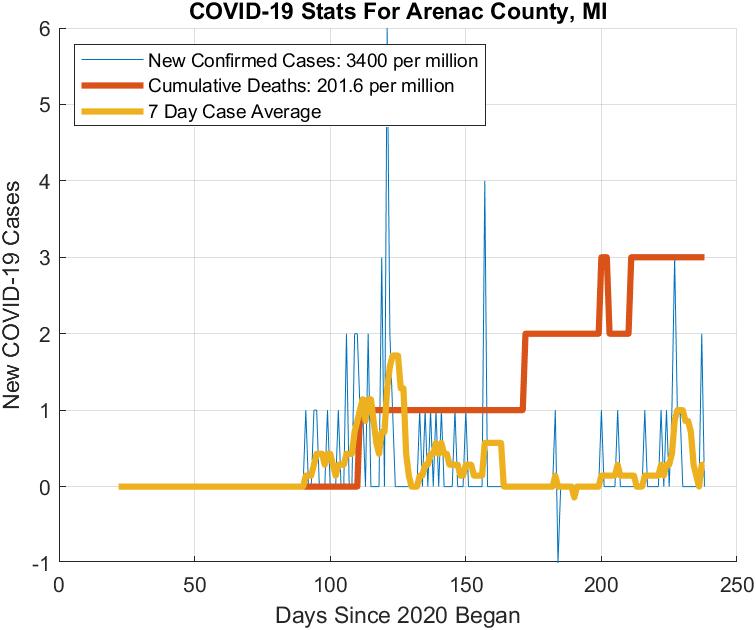 COVID-19 Stats For Arenac County, MI
New Confirmed Cases: 3400 per million
Cumulative Deaths: 201.6 per million
7 Day Case Average
New COVID-19 Cases
6
5
4
3
2
1
0
-1
0 50 100 150 200 250
Days Since 2020 Began